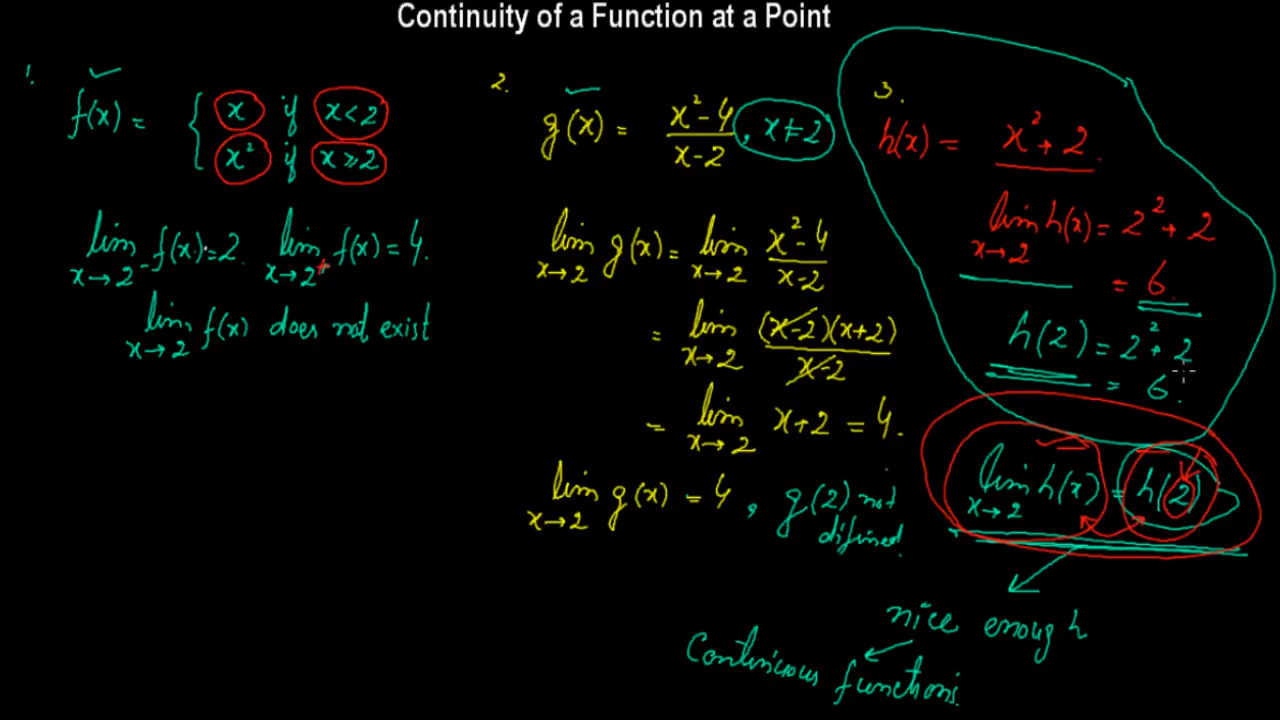 Continuity of a Function at a Point
1.
f(x) = { x if x < 2
x² if x ≥ 2
lim x→2⁻ f(x) = 2. lim x→2⁺ f(x) = 4.
lim x→2 f(x) does not exist
2.
g(x) = x²-4 / x-2 , x ≠ 2
lim x→2 g(x) = lim x→2 x²-4 / x-2
= lim x→2 (x-2)(x+2) / x-2
= lim x→2 x+2 = 4.
lim x→2 g(x) = 4 , g(2) not
difined.
3.
h(x) = x² + 2.
lim x→2 h(x) = 2² + 2
= 6.
h(2) = 2² + 2
= 6.
lim x→2 h(x) = h(2)
nice enough
Continuous functions.